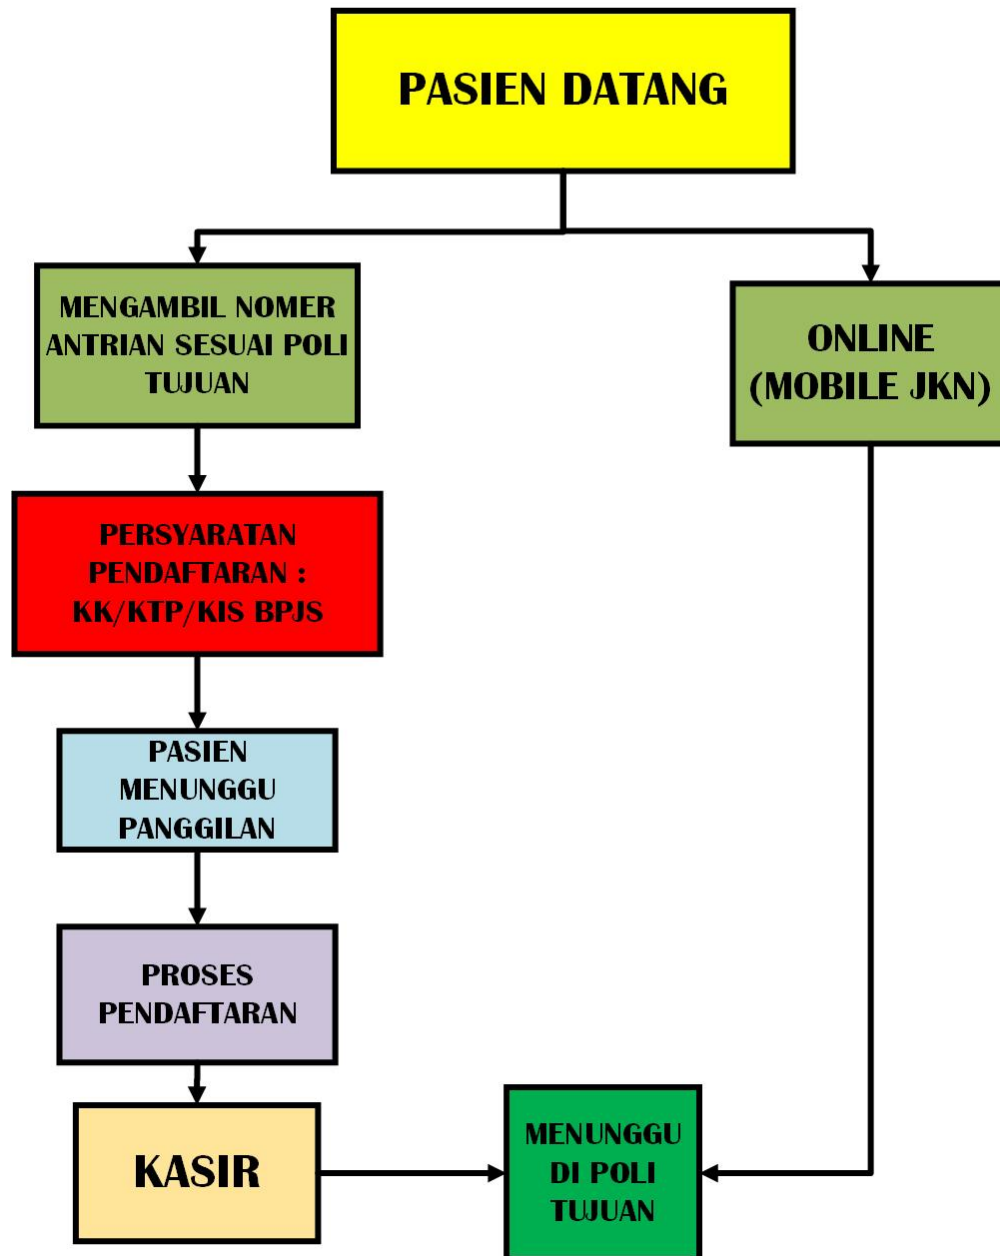 PASIEN DATANG
MENGAMBIL NOMER
ANTRIAN SESUAI POLI
TUJUAN
ONLINE
(MOBILE JKN)
PERSYARATAN
PENDAFTARAN :
KK/KTP/KIS BPJS
PASIEN
MENUNGGU
PANGGILAN
PROSES
PENDAFTARAN
KASIR
MENUNGGU
DI POLI
TUJUAN